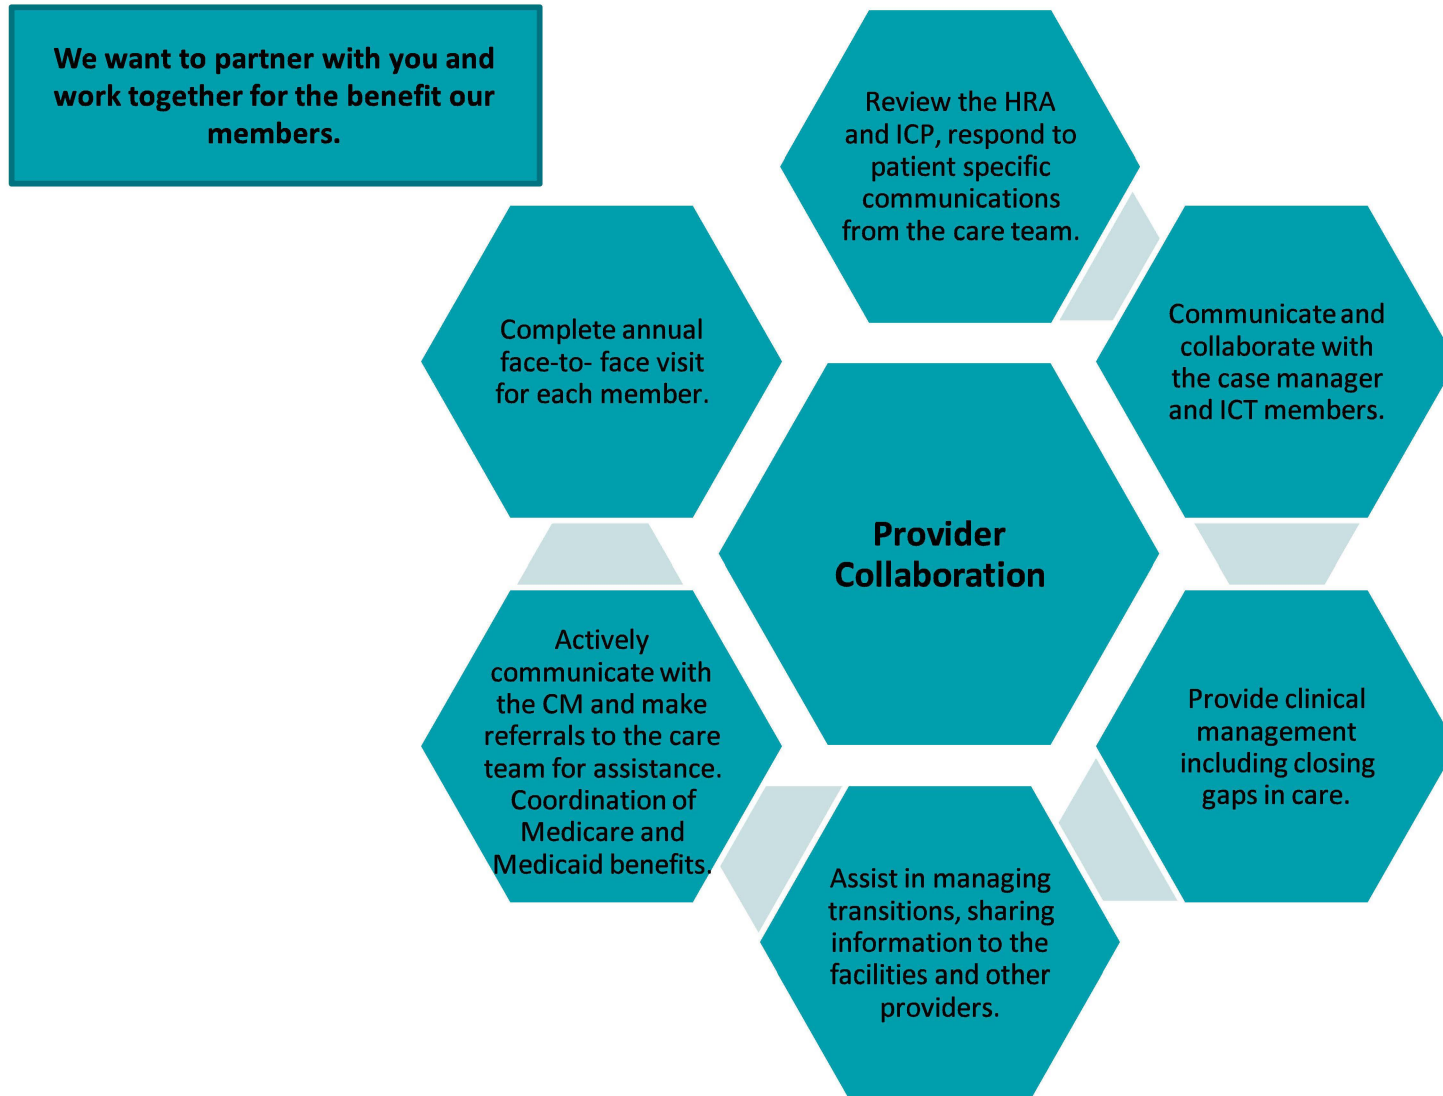 We want to partner with you and
work together for the benefit our
members.
Review the HRA
and ICP, respond to
patient specific
communications
from the care team.
Communicate and
collaborate with
the case manager
and ICT members.
Provide clinical
management
including closing
gaps in care.
Assist in managing
transitions, sharing
information to the
facilities and other
providers.
Actively
communicate with
the CM and make
referrals to the care
team for assistance.
Coordination of
Medicare and
Medicaid benefits.
Complete annual
face-to- face visit
for each member.
Provider
Collaboration